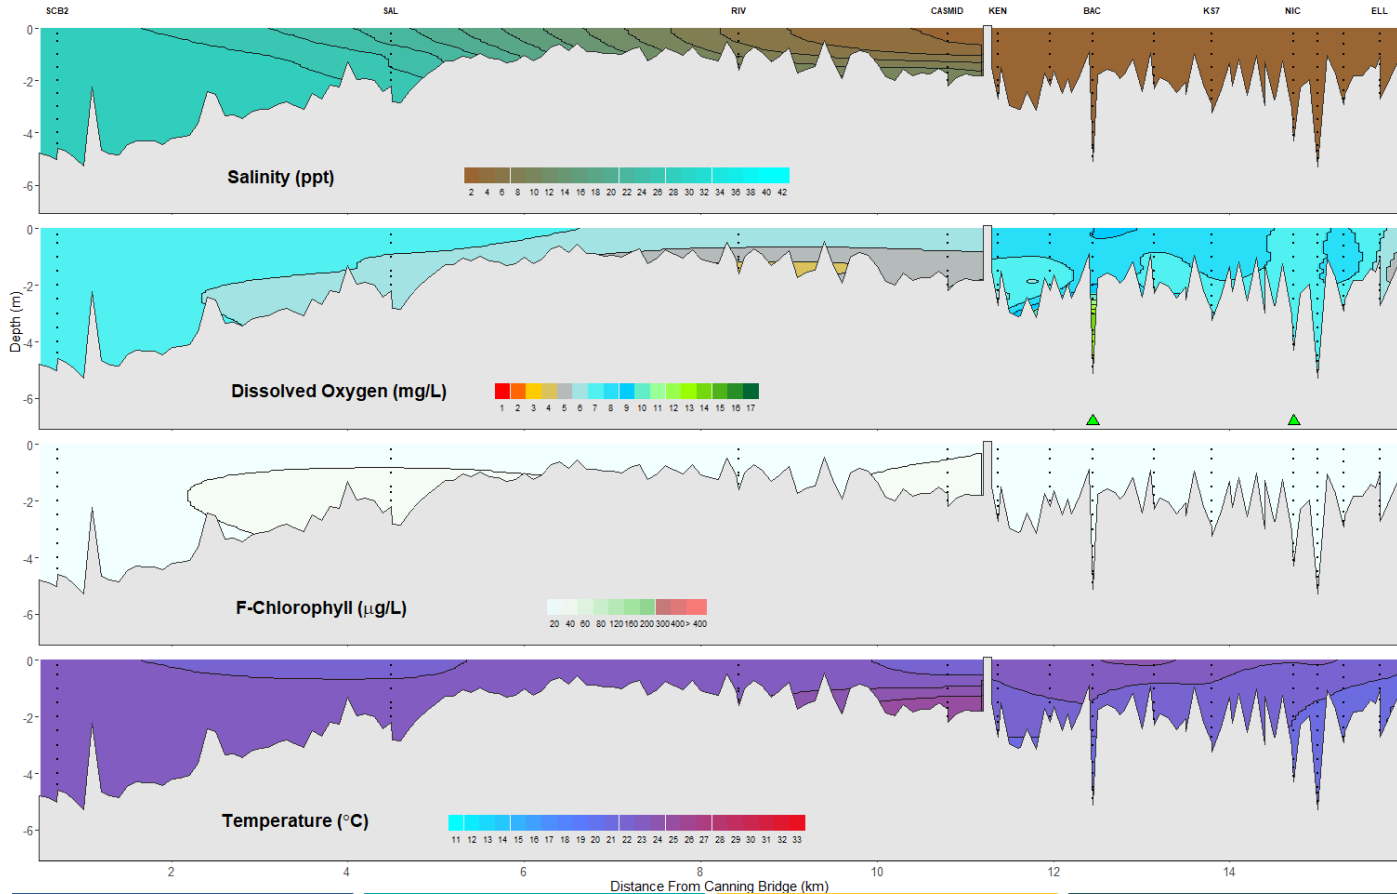 SCB2 SAL RIV CASMID KEN BAC KS7 NIC ELL
0
-2
-4
-6
Salinity (ppt)
2 4 6 8 10 12 14 16 18 20 22 24 26 28 30 32 34 36 38 40 42
0
-2
-4
-6
Dissolved Oxygen (mg/L)
1 2 3 4 5 6 7 8 9 10 11 12 13 14 15 16 17
Depth (m)
0
-2
-4
-6
F-Chlorophyll (µg/L)
20 40 60 80 120 160 200 300 400 > 400
0
-2
-4
-6
Temperature (°C)
11 12 13 14 15 16 17 18 19 20 21 22 23 24 25 26 27 28 29 30 31 32 33
2 4 6 8 10 12 14
Distance From Canning Bridge (km)